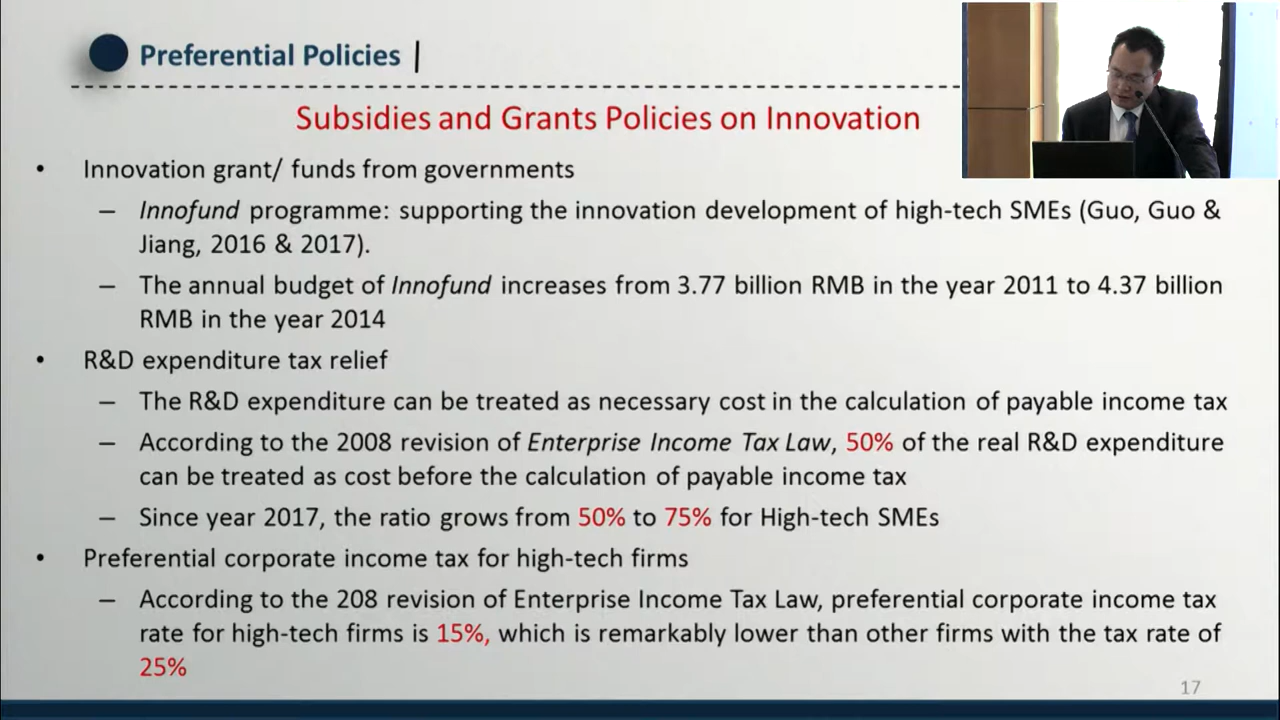 Preferential Policies |
Subsidies and Grants Policies on Innovation
• Innovation grant/ funds from governments
– Innofund programme: supporting the innovation development of high-tech SMEs (Guo, Guo &
Jiang, 2016 & 2017).
– The annual budget of Innofund increases from 3.77 billion RMB in the year 2011 to 4.37 billion
RMB in the year 2014
• R&D expenditure tax relief
– The R&D expenditure can be treated as necessary cost in the calculation of payable income tax
– According to the 2008 revision of Enterprise Income Tax Law, 50% of the real R&D expenditure
can be treated as cost before the calculation of payable income tax
– Since year 2017, the ratio grows from 50% to 75% for High-tech SMEs
• Preferential corporate income tax for high-tech firms
– According to the 208 revision of Enterprise Income Tax Law, preferential corporate income tax
rate for high-tech firms is 15%, which is remarkably lower than other firms with the tax rate of
25%
17